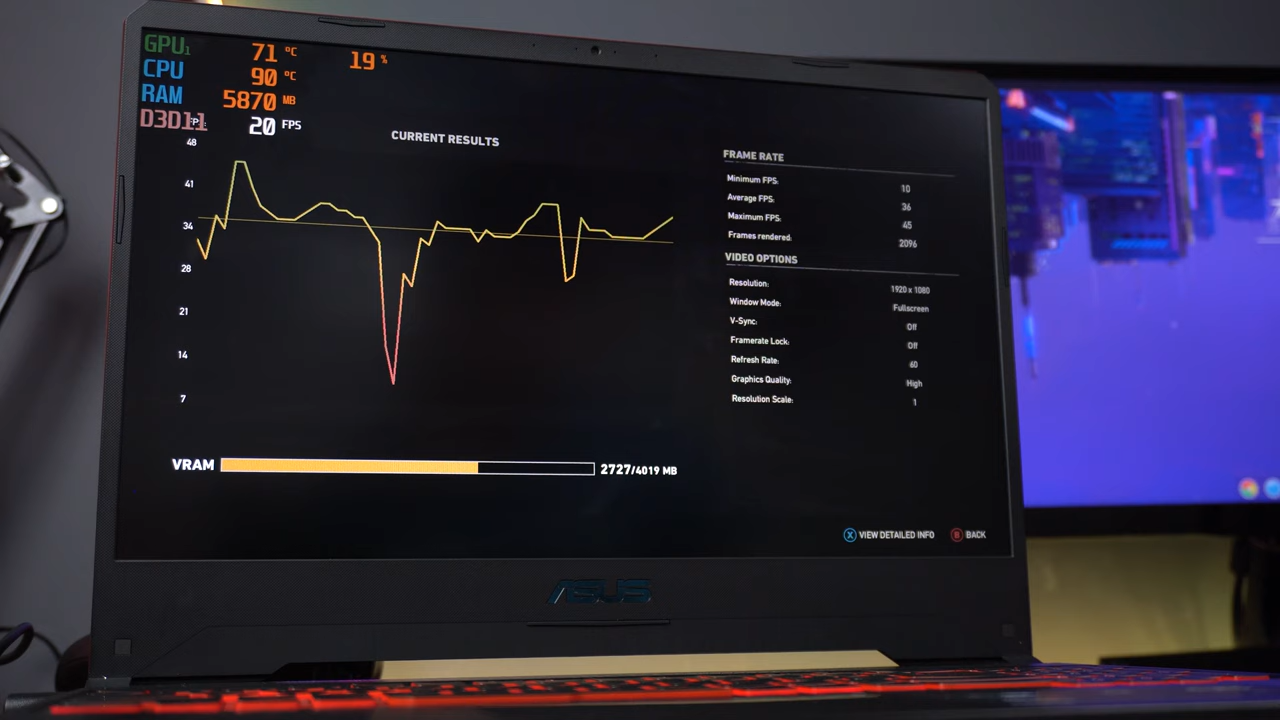 GPU1 71 °C 19 %
CPU 90 °C
RAM 5870 MB
D3D11 20 FPS
CURRENT RESULTS
48
41
34
28
21
14
7
FRAME RATE
Minimum FPS: 10
Average FPS: 36
Maximum FPS: 45
Frames rendered: 2096
VIDEO OPTIONS
Resolution: 1920 x 1080
Window Mode: Fullscreen
V-Sync: Off
Framerate Lock: Off
Refresh Rate: 60
Graphics Quality: High
Resolution Scale: 1
VRAM 2727/4019 MB
X VIEW DETAILED INFO B BACK
ASUS